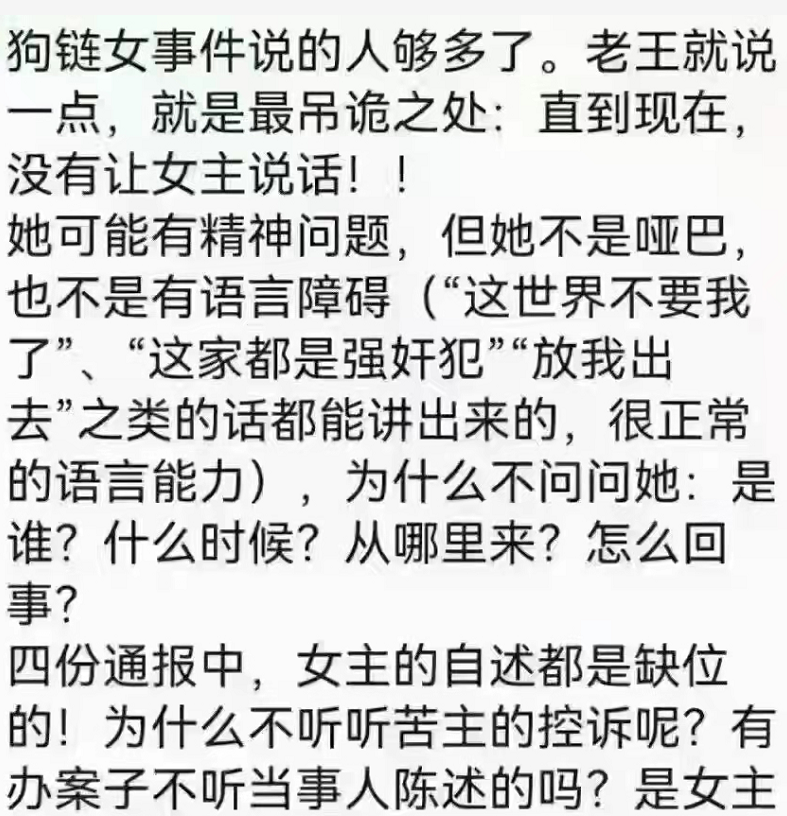 狗链女事件说的人够多了。老王就说
一点，就是最吊诡之处：直到现在，
没有让女主说话！！
她可能有精神问题，但她不是哑巴，
也不是有语言障碍（“这世界不要我
了”、“这家都是强奸犯”“放我出
去”之类的话都能讲出来的，很正常
的语言能力），为什么不问问她：是
谁？什么时候？从哪里来？怎么回
事？
四份通报中，女主的自述都是缺位
的！为什么不听听苦主的控诉呢？有
办案子不听当事人陈述的吗？是女主